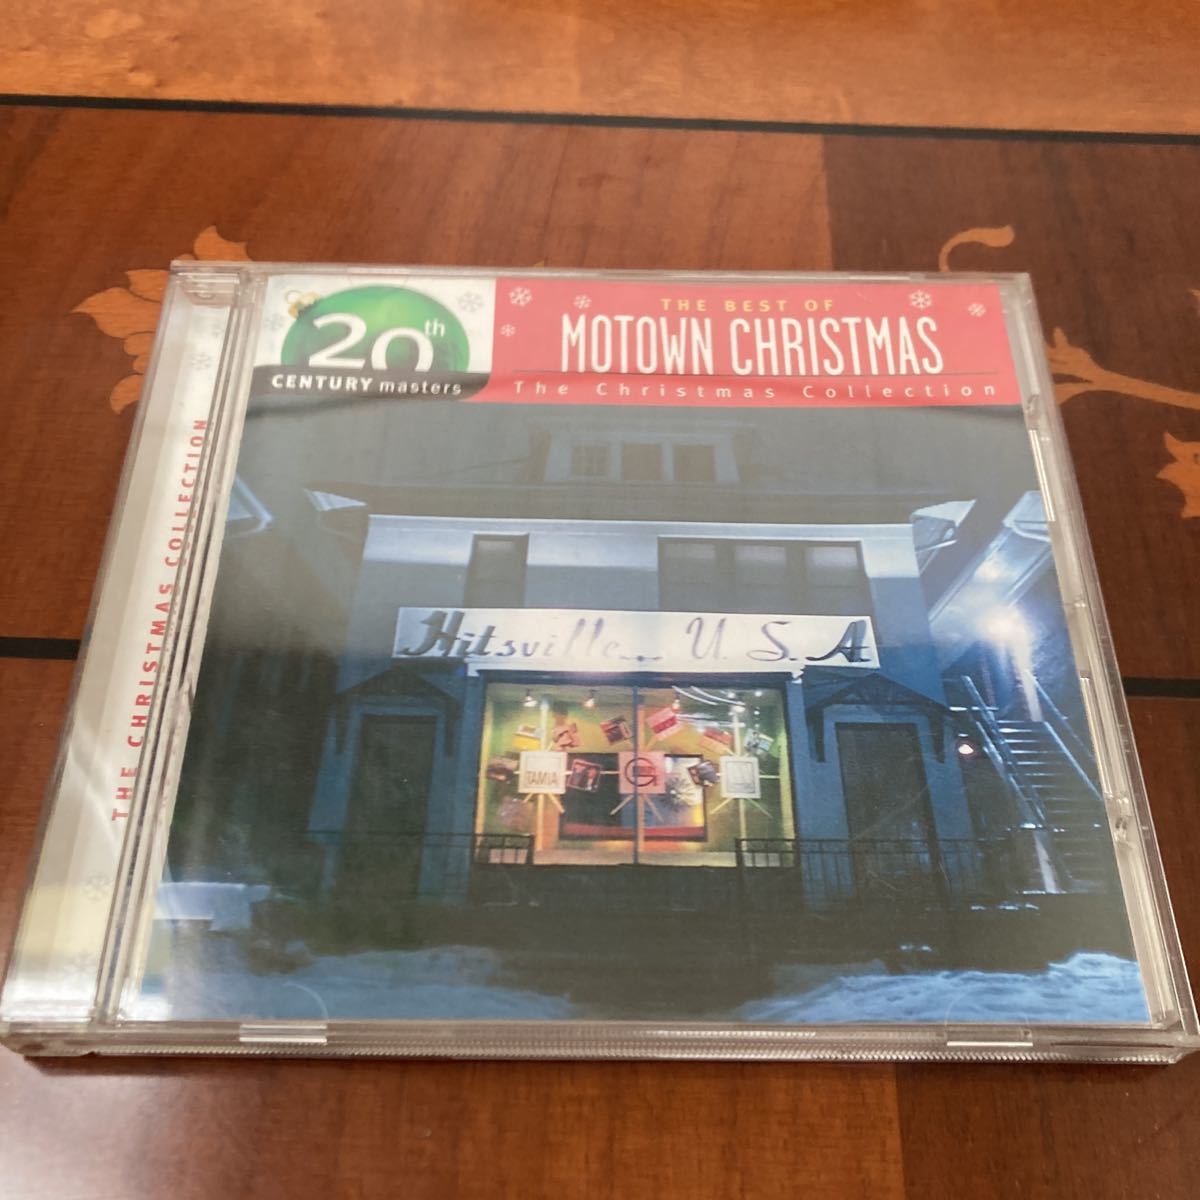 20th
CENTURY masters
THE BEST OF
MOTOWN CHRISTMAS
The Christmas Collection
THE CHRISTMAS COLLECTION
Hitsville U.S.A.
TAMLA
G